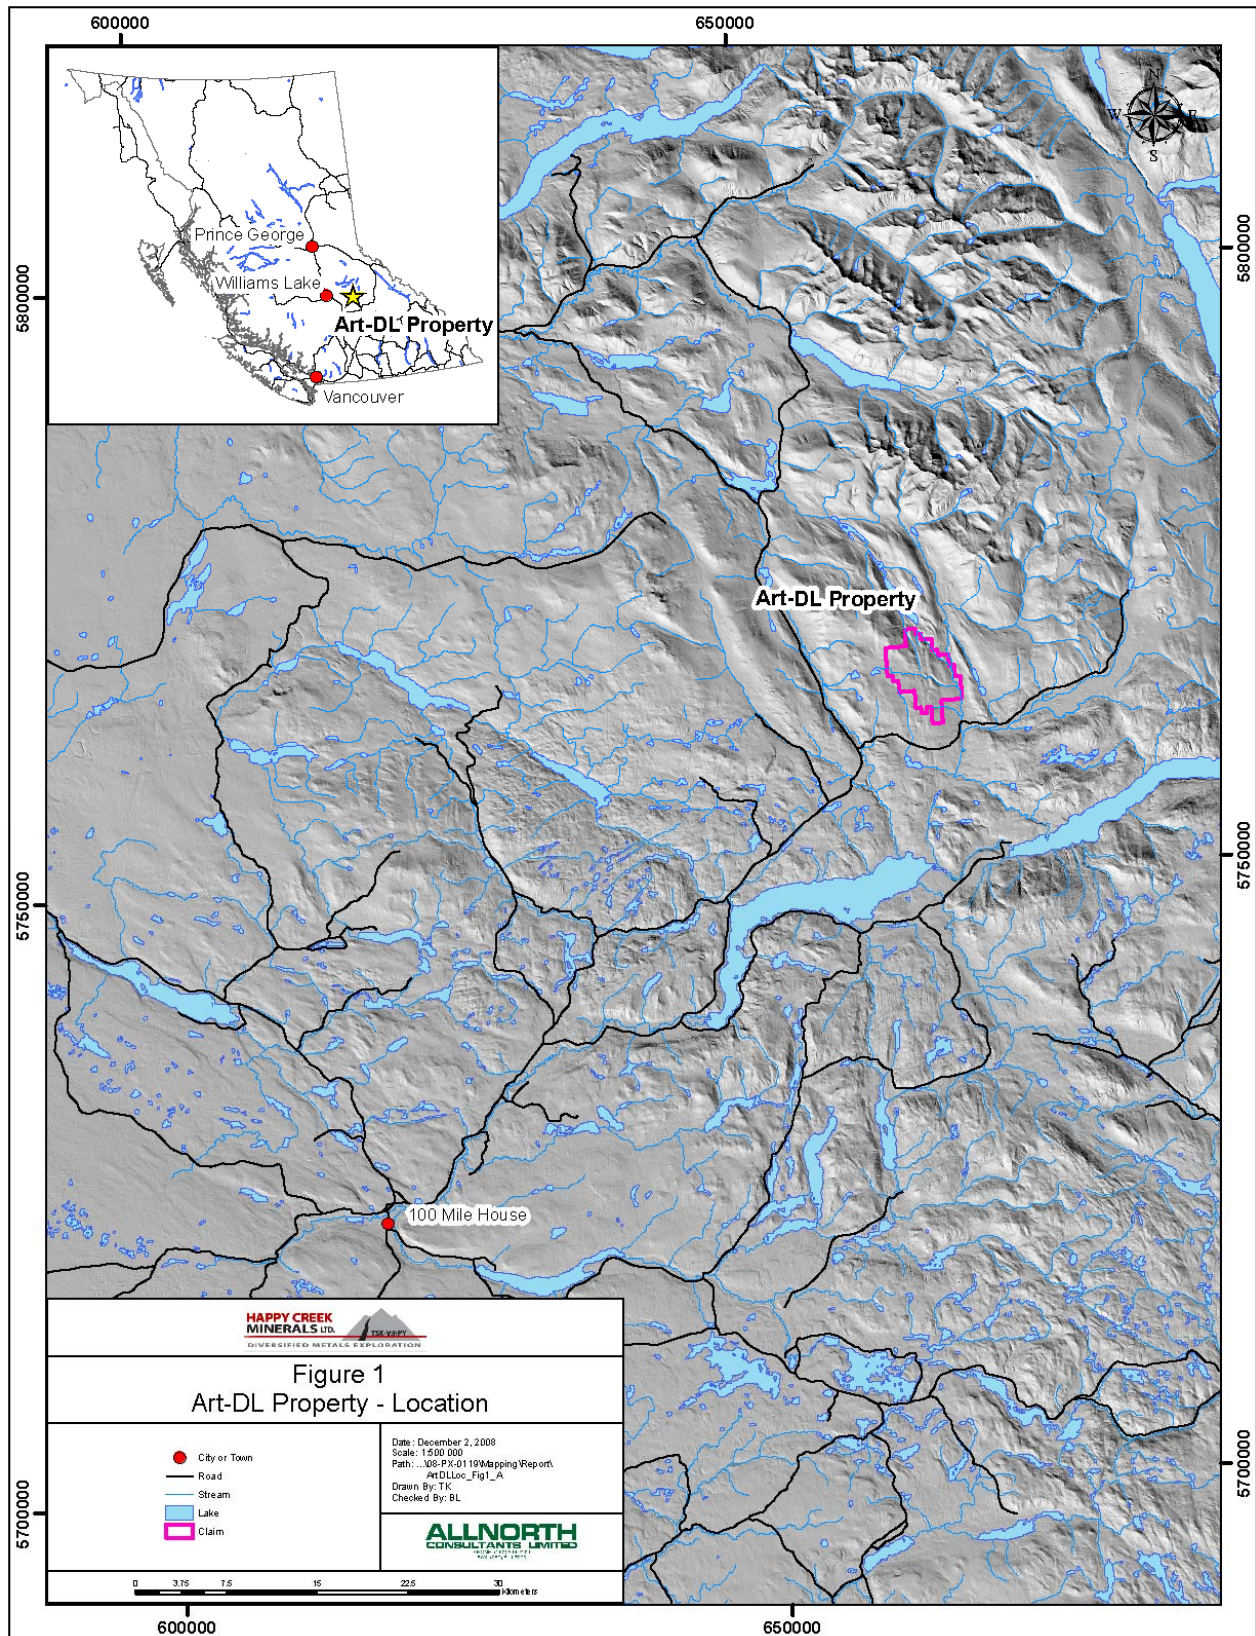 600000
650000
N
W
E
S
Prince George
Williams Lake
Art-DL Property
Vancouver
5800000
5800000
Art-DL Property
5750000
5750000
100 Mile House
HAPPY CREEK
MINERALS LTD.
TSX-V:HPY
DIVERSIFIED METALS EXPLORATION
Figure 1
Art-DL Property - Location
City or Town
Road
Stream
Lake
Claim
Date: December 2, 2008
Scale: 1:500 000
Path: ...\08-PX-0119\Mapping\Report\
ArtDLLoc_Fig1_A
Drawn By: TK
Checked By: BL
ALLNORTH
CONSULTANTS LIMITED
0 3.75 7.5 15 22.5 30
Kilometers
5700000
5700000
600000
650000